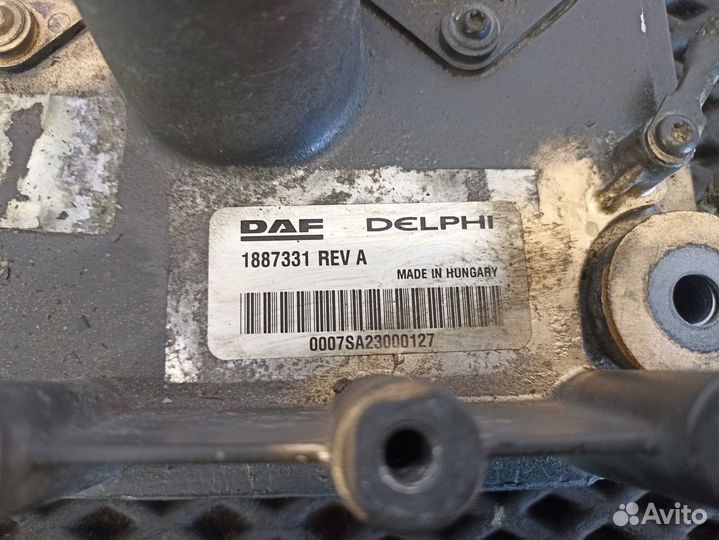 DAF DELPHI
1887331 REV A
MADE IN HUNGARY
0007SA23000127
Avito